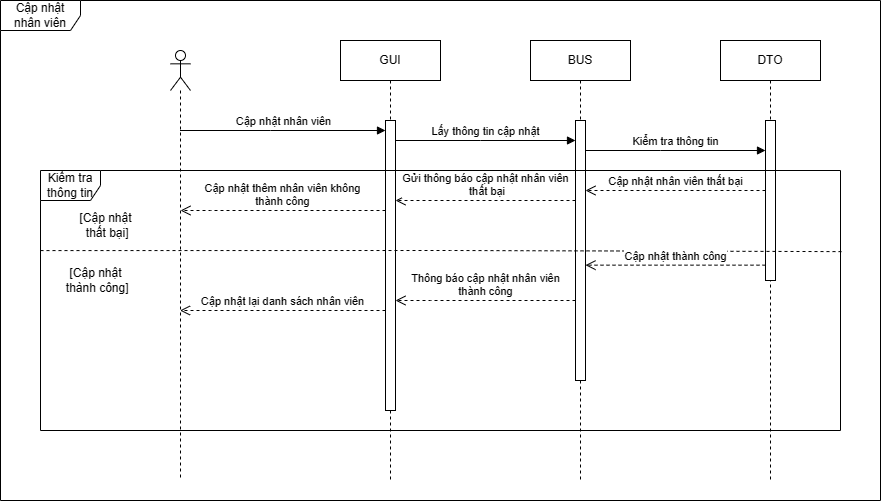 Cập nhật
nhân viên
GUI
BUS
DTO
Cập nhật nhân viên
Lấy thông tin cập nhật
Kiểm tra thông tin
Kiểm tra
thông tin
Cập nhật thêm nhân viên không
thành công
Gửi thông báo cập nhật nhân viên
thất bại
Cập nhật nhân viên thất bại
[Cập nhật
thất bại]
Cập nhật thành công
[Cập nhật
thành công]
Thông báo cập nhật nhân viên
thành công
Cập nhật lại danh sách nhân viên